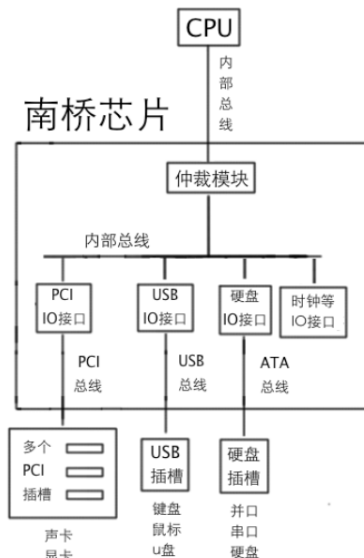 CPU
内
部
总
线
南桥芯片
仲裁模块
内部总线
PCI
IO接口
USB
IO接口
硬盘
IO接口
时钟等
IO接口
PCI
总线
USB
总线
ATA
总线
多个
PCI
插槽
USB
插槽
硬盘
插槽
声卡
显卡
键盘
鼠标
u盘
并口
串口
硬盘